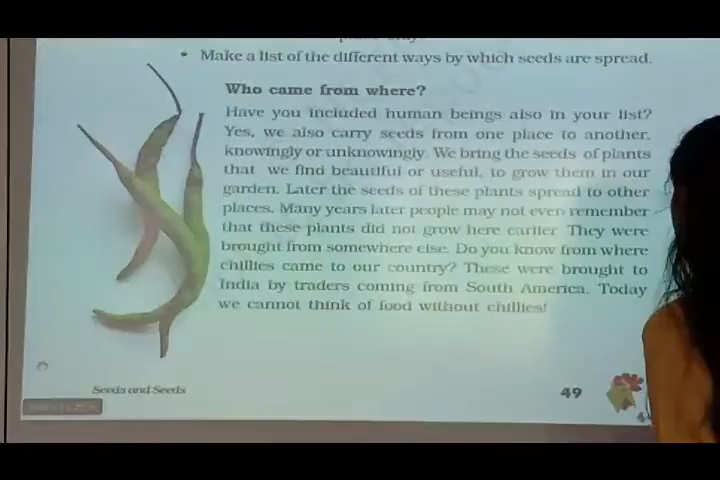 • Make a list of the different ways by which seeds are spread.
Who came from where?
Have you included human beings also in your list?
Yes, we also carry seeds from one place to another,
knowingly or unknowingly. We bring the seeds of plants
that we find beautiful or useful, to grow them in our
garden. Later the seeds of these plants spread to other
places. Many years later people may not even remember
that these plants did not grow here earlier. They were
brought from somewhere else. Do you know from where
chillies came to our country? These were brought to
India by traders coming from South America. Today
we cannot think of food without chillies!
Seeds and Seeds
49